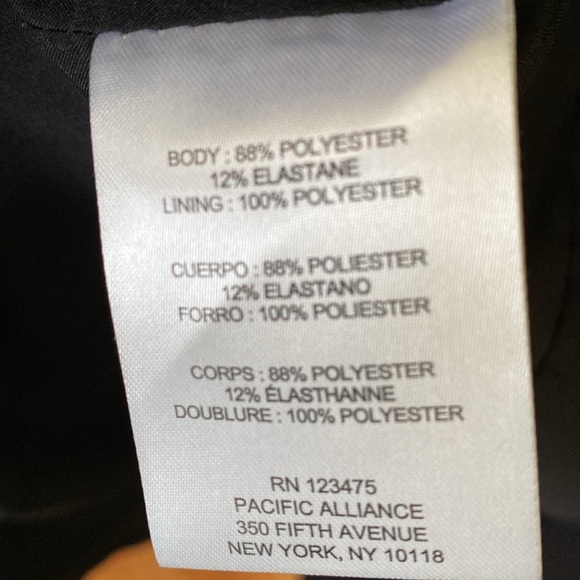 BODY : 88% POLYESTER
12% ELASTANE
LINING : 100% POLYESTER
CUERPO : 88% POLIESTER
12% ELASTANO
FORRO : 100% POLIESTER
CORPS : 88% POLYESTER
12% ÉLASTHANNE
DOUBLURE : 100% POLYESTER
RN 123475
PACIFIC ALLIANCE
350 FIFTH AVENUE
NEW YORK, NY 10118